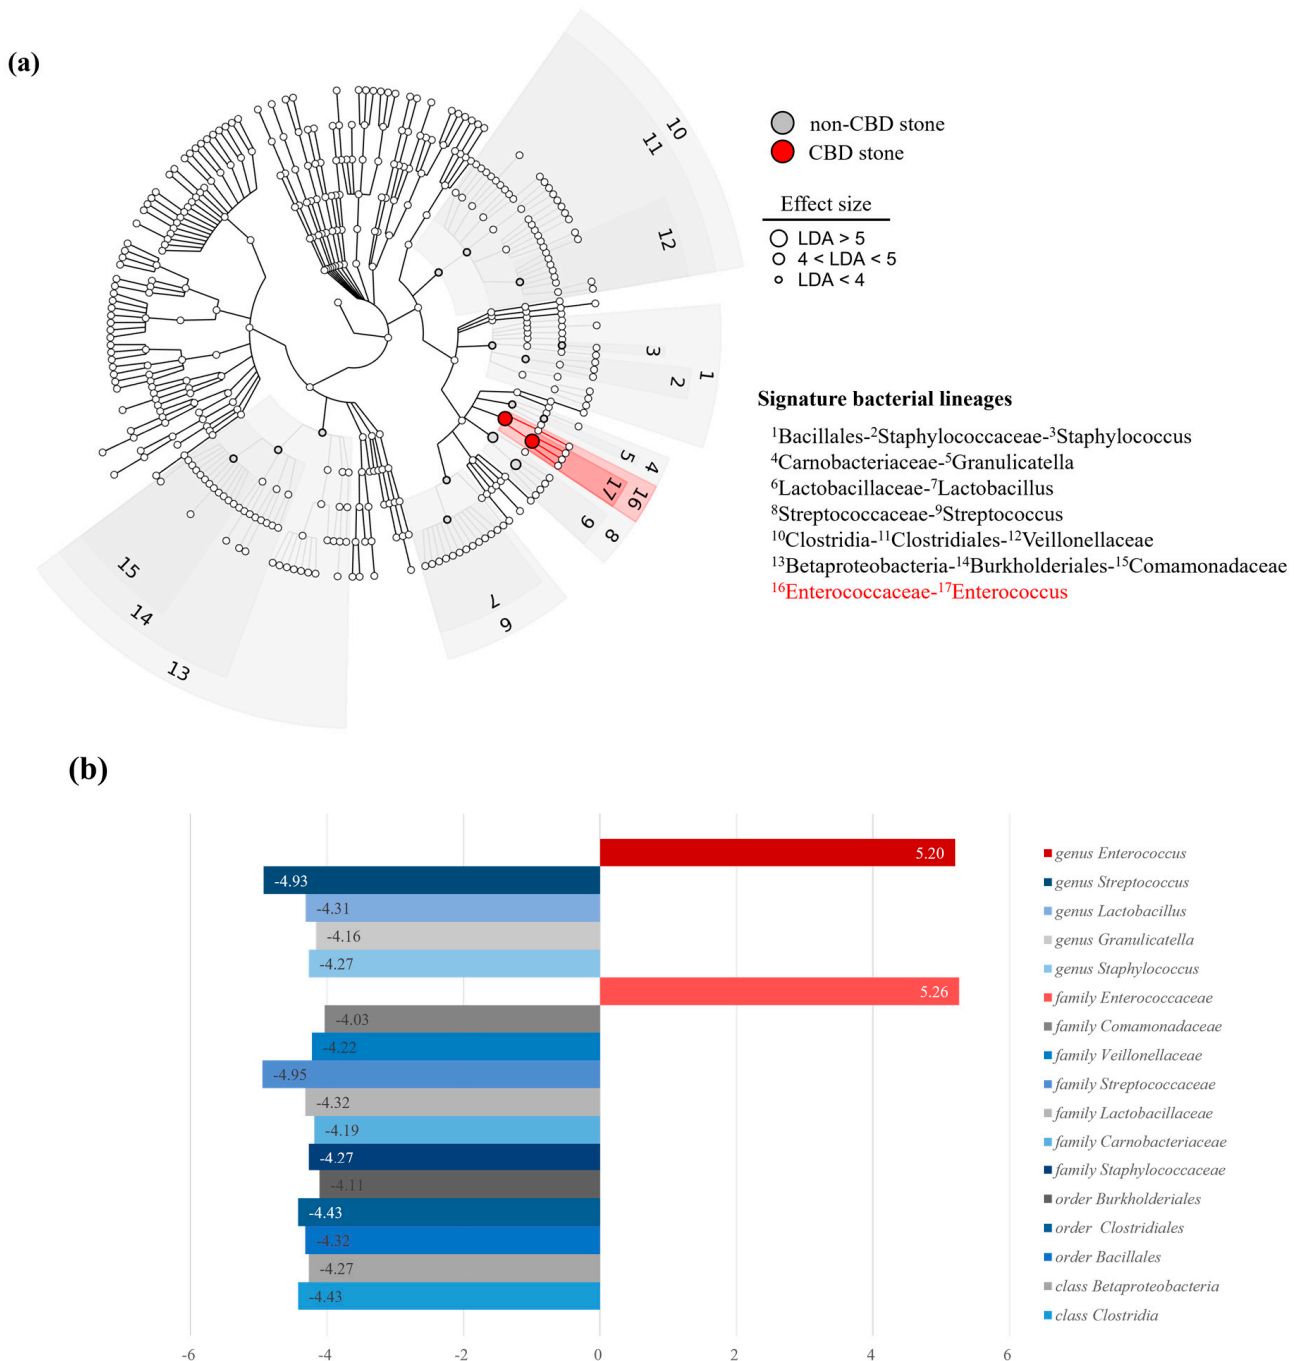 (a)
10
11
12
3
2
1
4
5
16
17
9
8
7
6
15
14
13
non-CBD stone
CBD stone
Effect size
LDA > 5
4 < LDA < 5
LDA < 4
Signature bacterial lineages
¹Bacillales-²Staphylococcaceae-³Staphylococcus
⁴Carnobacteriaceae-⁵Granulicatella
⁶Lactobacillaceae-⁷Lactobacillus
⁸Streptococcaceae-⁹Streptococcus
¹⁰Clostridia-¹¹Clostridiales-¹²Veillonellaceae
¹³Betaproteobacteria-¹⁴Burkholderiales-¹⁵Comamonadaceae
¹⁶Enterococcaceae-¹⁷Enterococcus
(b)
5.20
-4.93
-4.31
-4.16
-4.27
5.26
-4.03
-4.22
-4.95
-4.32
-4.19
-4.27
-4.11
-4.43
-4.32
-4.27
-4.43
-6 -4 -2 0 2 4 6
genus Enterococcus
genus Streptococcus
genus Lactobacillus
genus Granulicatella
genus Staphylococcus
family Enterococcaceae
family Comamonadaceae
family Veillonellaceae
family Streptococcaceae
family Lactobacillaceae
family Carnobacteriaceae
family Staphylococcaceae
order Burkholderiales
order Clostridiales
order Bacillales
class Betaproteobacteria
class Clostridia